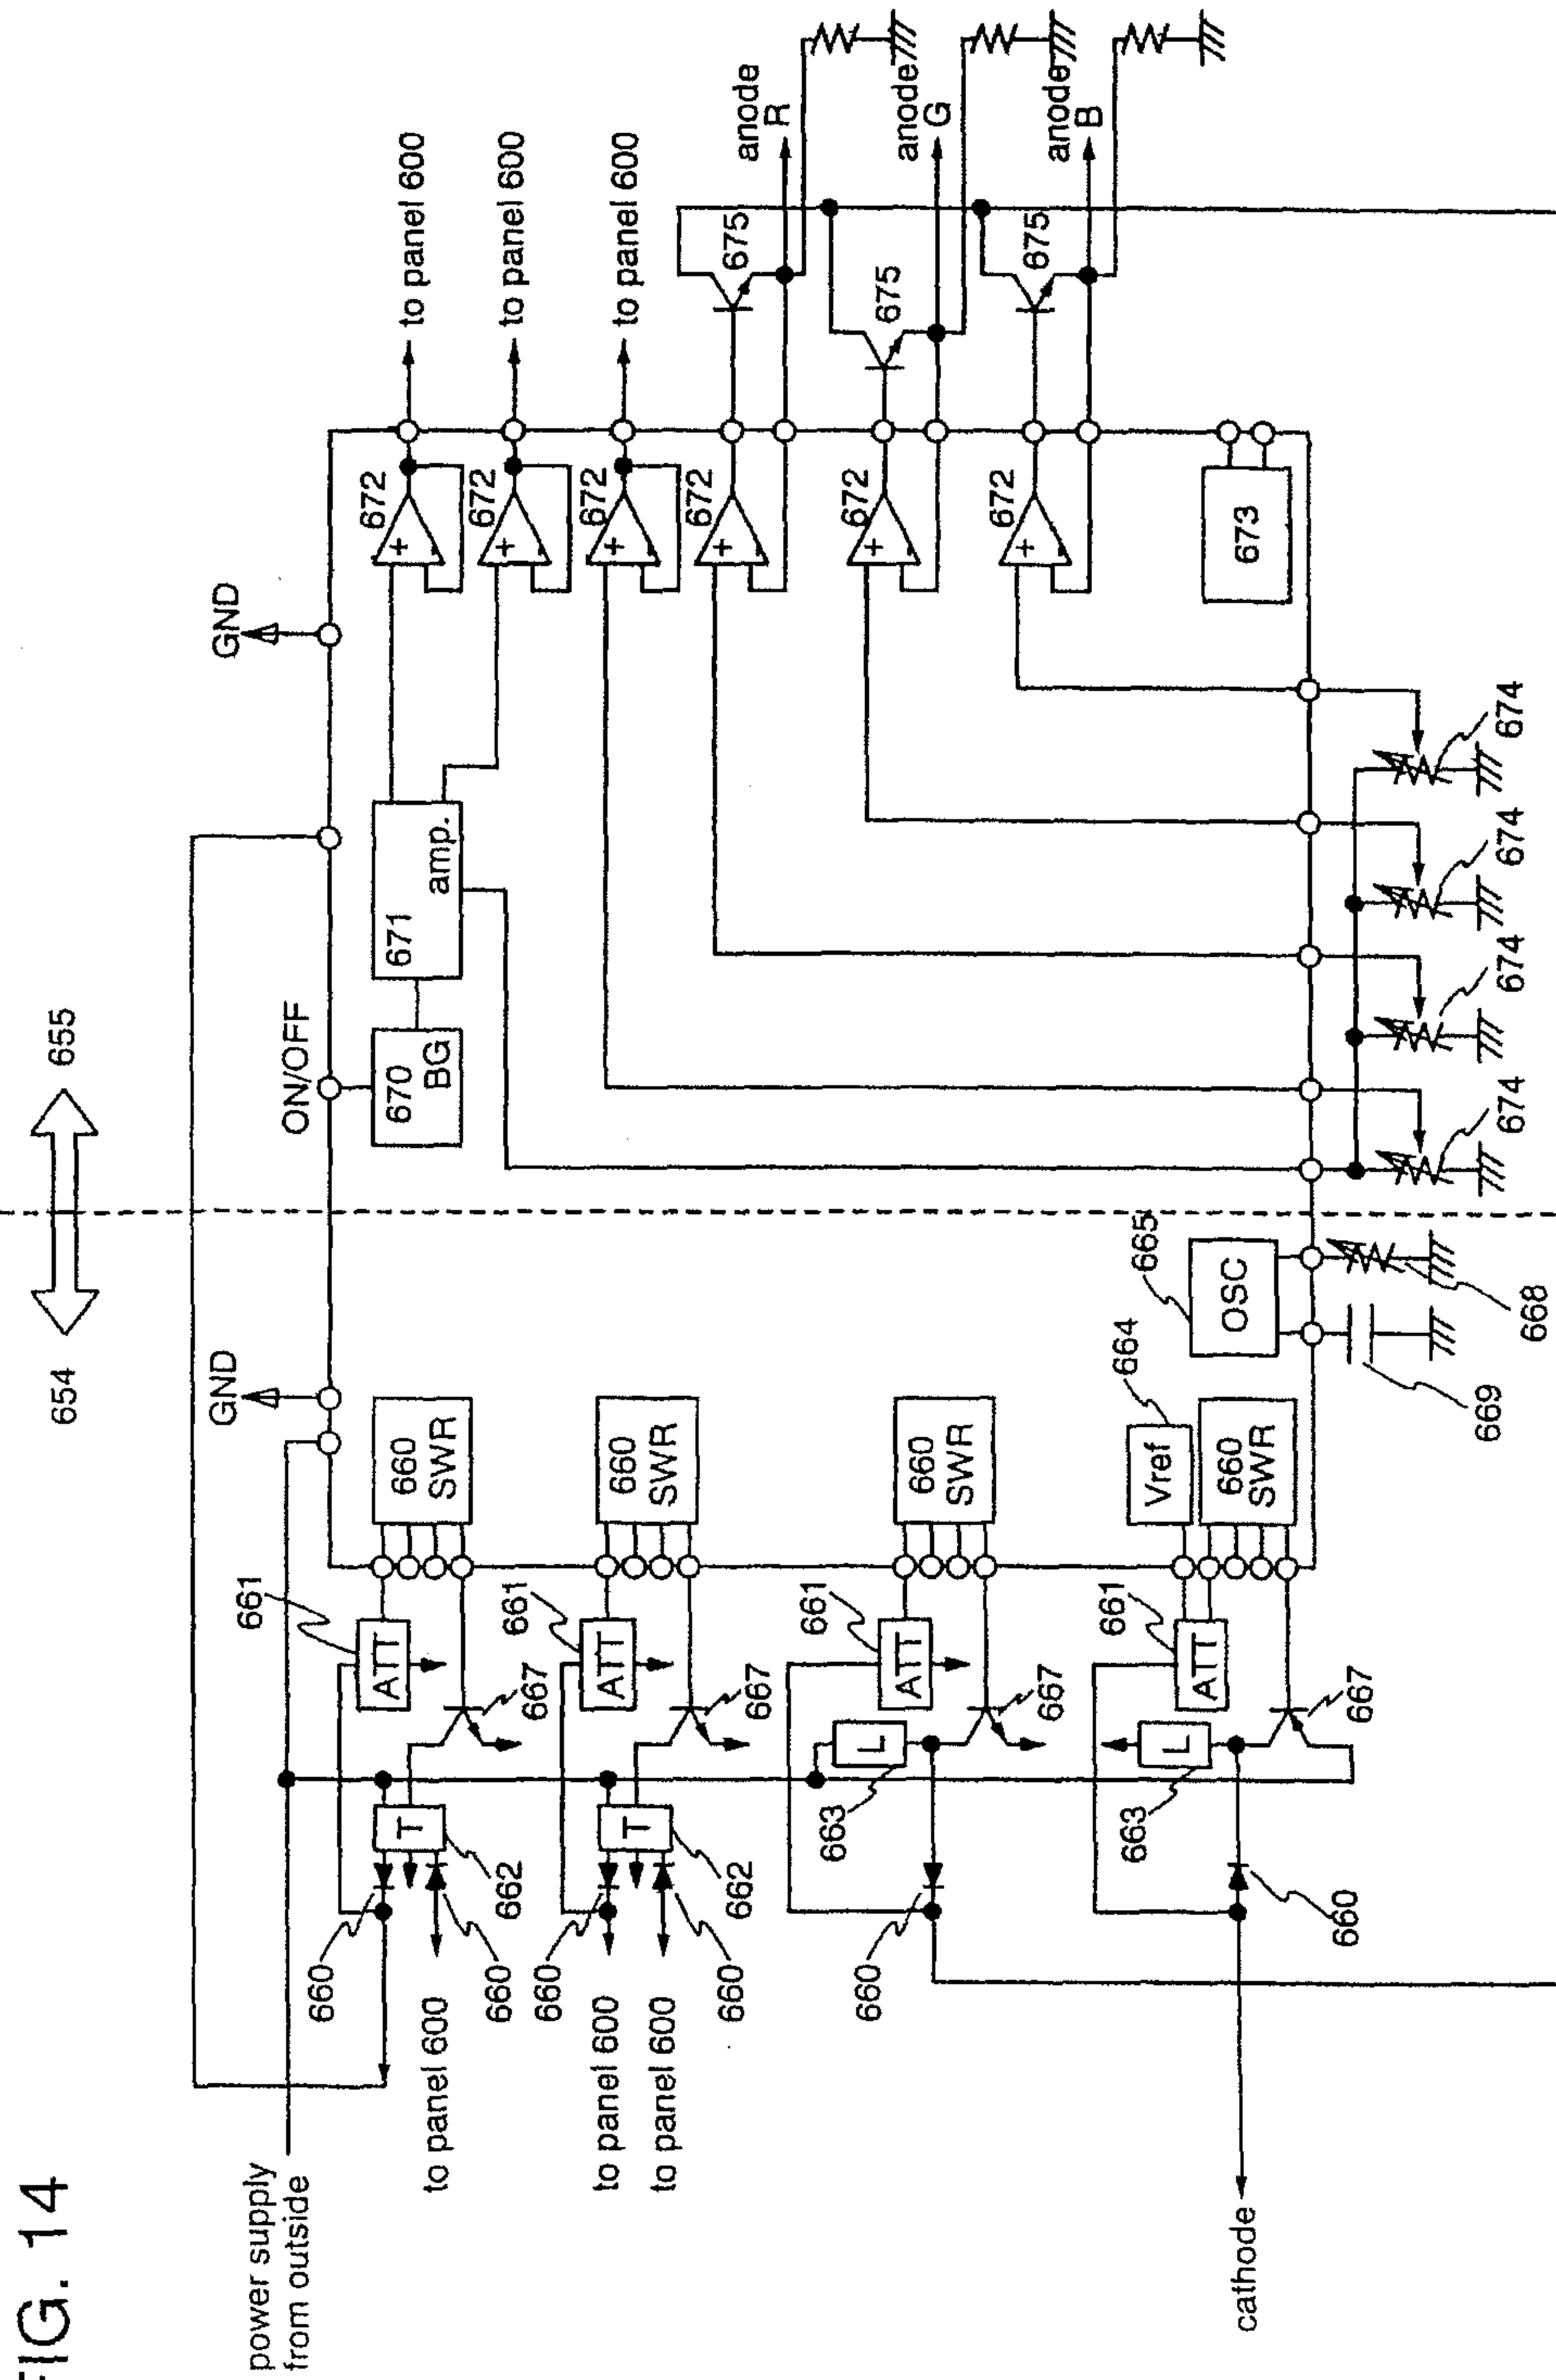 FIG. 14
654
655
power supply
from outside
GND
ON/OFF
GND
661
ATT
660
SWR
667
T
662
660
660
to panel 600
670
BG
671
amp.
672
+
-
to panel 600
672
+
-
to panel 600
672
+
-
to panel 600
661
ATT
660
SWR
667
T
662
660
660
to panel 600
to panel 600
672
+
-
675
anode
R
661
ATT
660
SWR
667
L
663
660
672
+
-
675
anode
G
664
Vref
661
ATT
660
SWR
667
L
663
660
cathode
672
+
-
675
anode
B
665
OSC
673
669
668
674
674
674
674